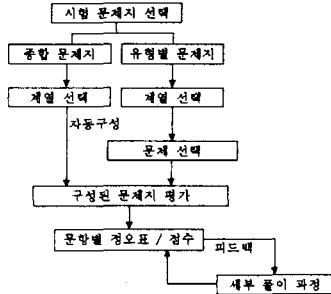 시험 문제지 선택
종합 문제지 유형별 문제지
계열 선택 계열 선택
자동구성
문제 선택
구성된 문제지 평가
문항별 정오표 / 점수
피드백
세부 풀이 과정